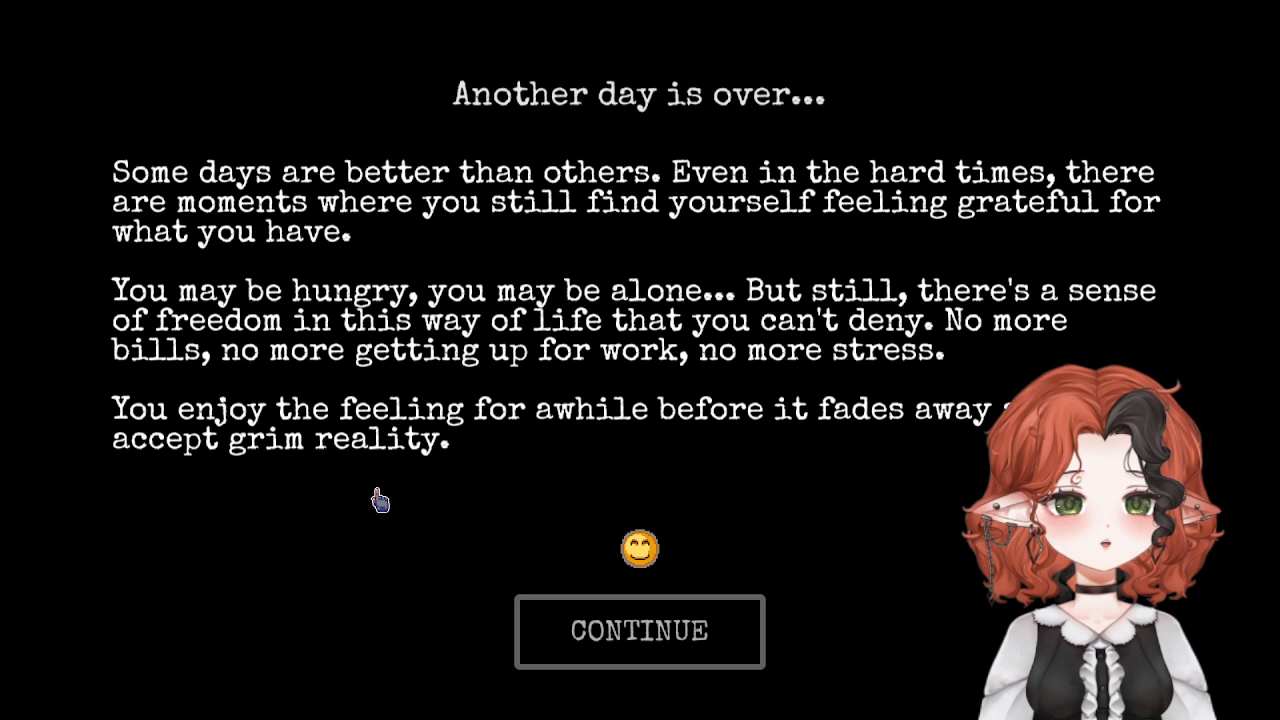 Another day is over...
Some days are better than others. Even in the hard times, there
are moments where you still find yourself feeling grateful for
what you have.
You may be hungry, you may be alone... But still, there's a sense
of freedom in this way of life that you can't deny. No more
bills, no more getting up for work, no more stress.
You enjoy the feeling for awhile before it fades away
accept grim reality.
CONTINUE